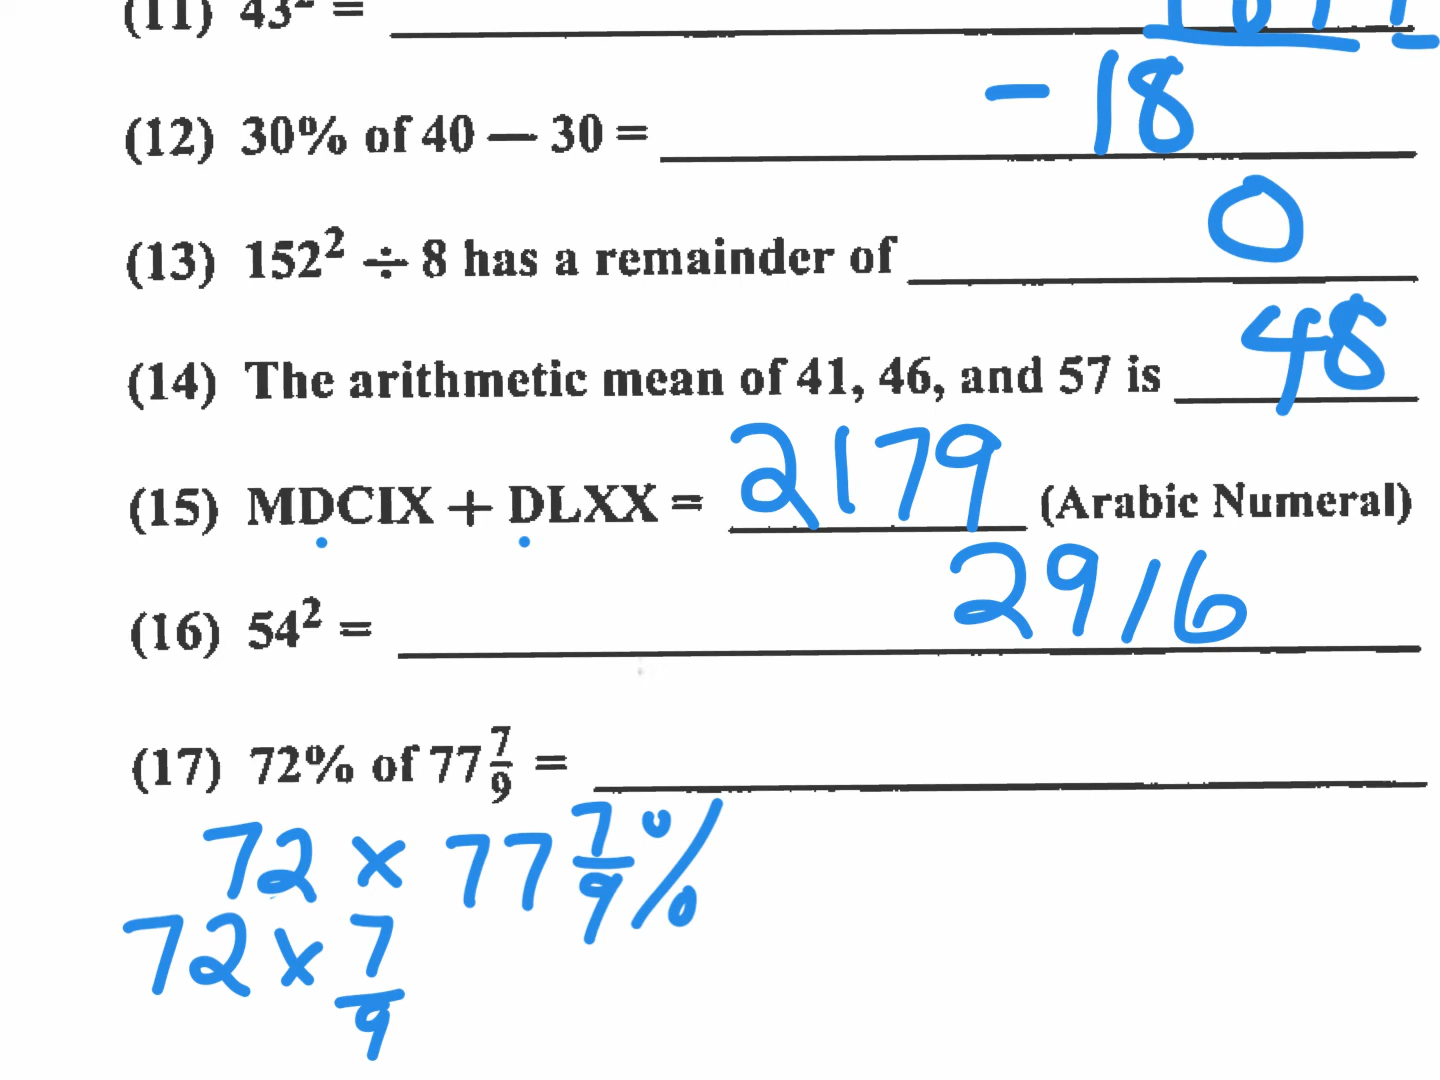 (11) 43² =
(12) 30% of 40 — 30 = - 18
(13) 152² ÷ 8 has a remainder of 0
(14) The arithmetic mean of 41, 46, and 57 is 48
(15) MDCIX + DLXX = 2179 (Arabic Numeral)
(16) 54² = 2916
(17) 72% of 77 7/9 =
72 x 77 7/9 %
72 x 7/9